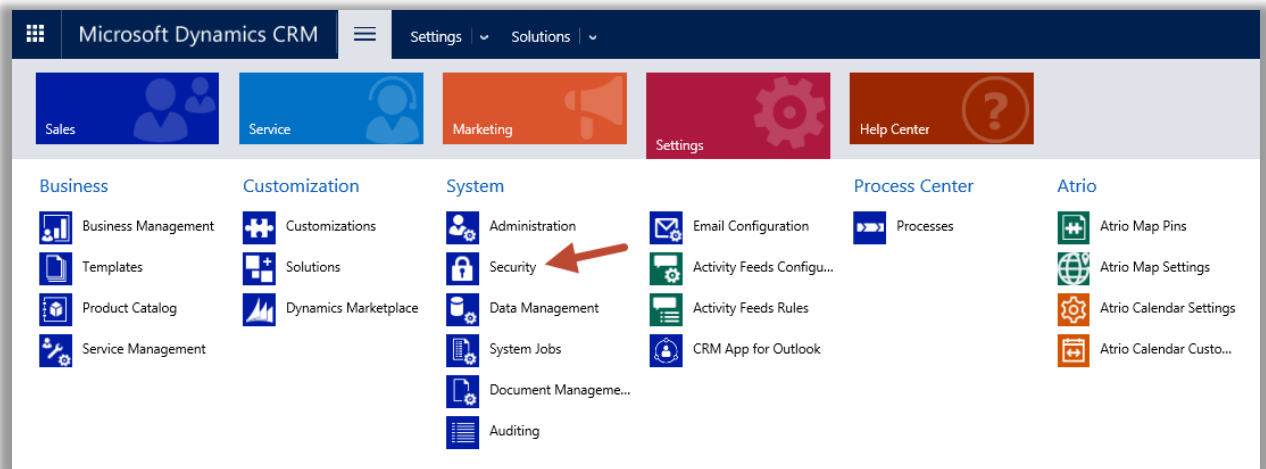 Microsoft Dynamics CRM
Settings
Solutions
Sales
Service
Marketing
Settings
Help Center
Business
Business Management
Templates
Product Catalog
Service Management
Customization
Customizations
Solutions
Dynamics Marketplace
System
Administration
Security
Data Management
System Jobs
Document Manageme...
Auditing
Email Configuration
Activity Feeds Configu...
Activity Feeds Rules
CRM App for Outlook
Process Center
Processes
Atrio
Atrio Map Pins
Atrio Map Settings
Atrio Calendar Settings
Atrio Calendar Custo...